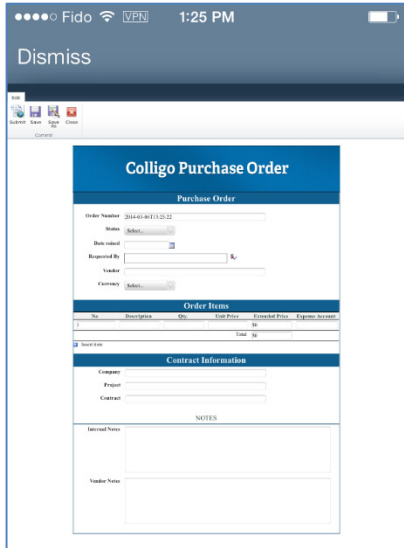 Fido VPN 1:25 PM
Dismiss
Edit
Submit Save Save As Close
Commit
Colligo Purchase Order
Purchase Order
Order Number 2014-03-06T13:25:22
Status Select...
Date raised
Requested By
Vendor
Currency Select...
Order Items
No Description Qty. Unit Price Extended Price Expense Account
1 $0
Total $0
Insert item
Contract Information
Company
Project
Contract
NOTES
Internal Notes
Vendor Notes